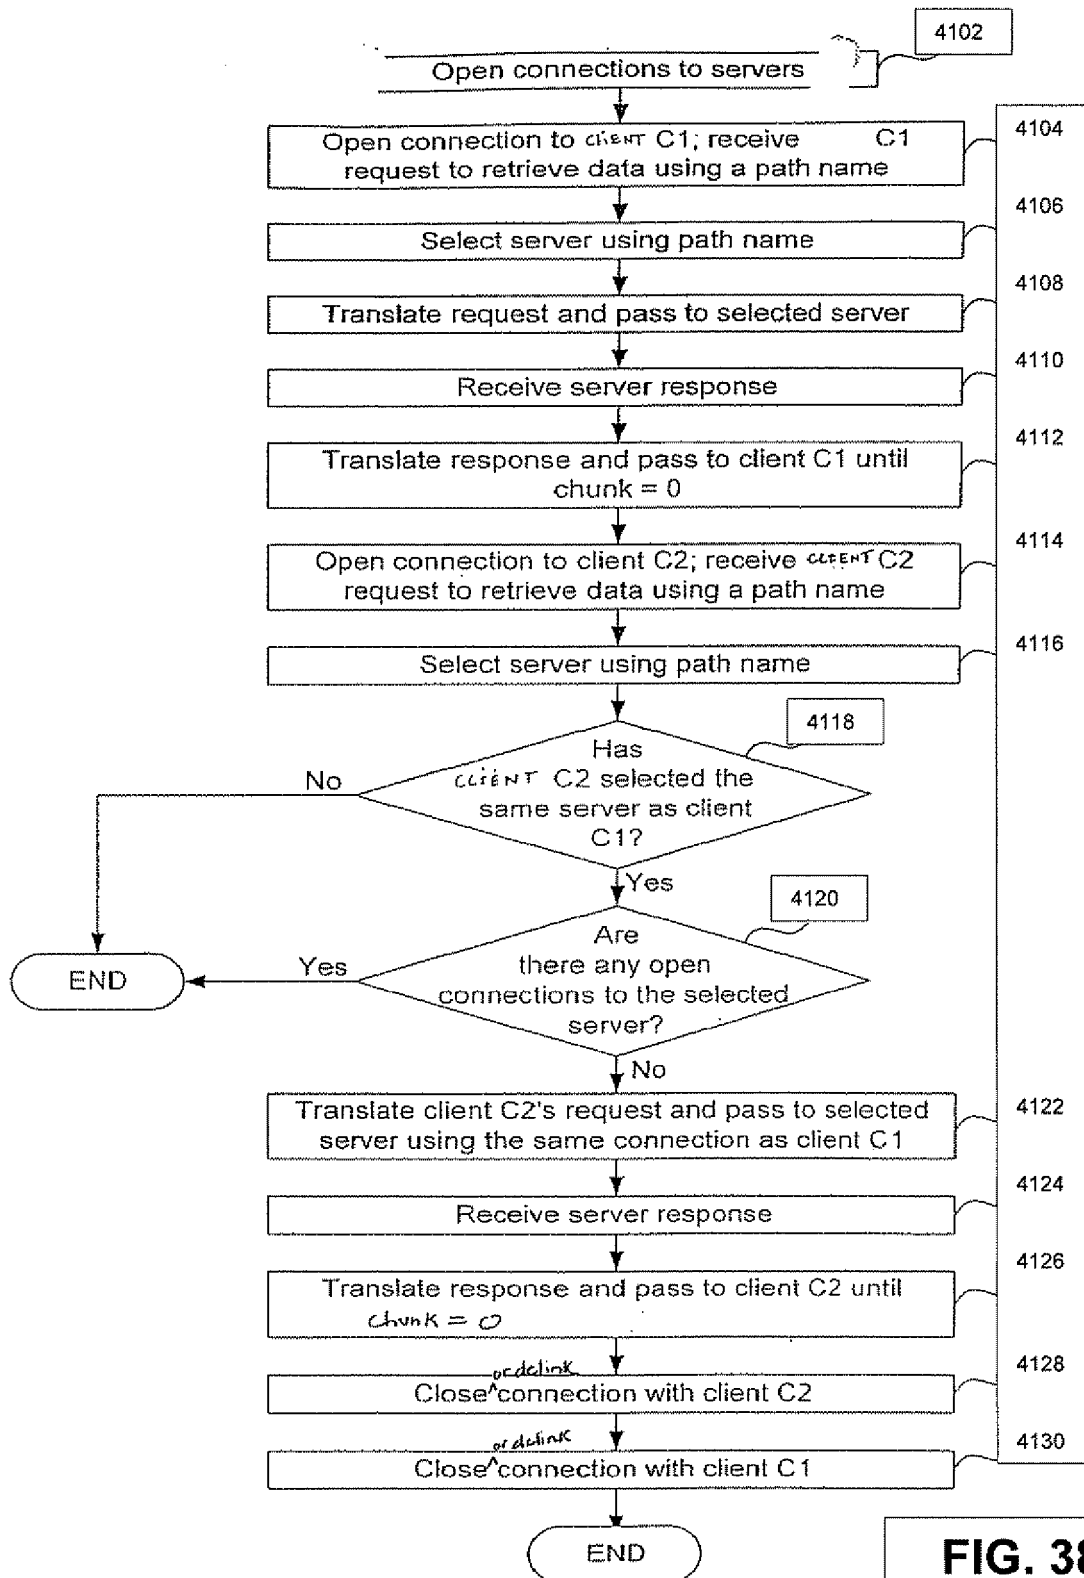 4102
Open connections to servers
4104
Open connection to CLIENT C1; receive C1
request to retrieve data using a path name
4106
Select server using path name
4108
Translate request and pass to selected server
4110
Receive server response
4112
Translate response and pass to client C1 until
chunk = 0
4114
Open connection to client C2; receive CLIENT C2
request to retrieve data using a path name
4116
Select server using path name
4118
Has
CLIENT C2 selected the
same server as client
C1?
No
Yes
4120
Are
there any open
connections to the selected
server?
Yes
END
No
4122
Translate client C2's request and pass to selected
server using the same connection as client C1
4124
Receive server response
4126
Translate response and pass to client C2 until
chunk = 0
4128
or delink
Close ^ connection with client C2
4130
or delink
Close ^ connection with client C1
END
FIG. 38